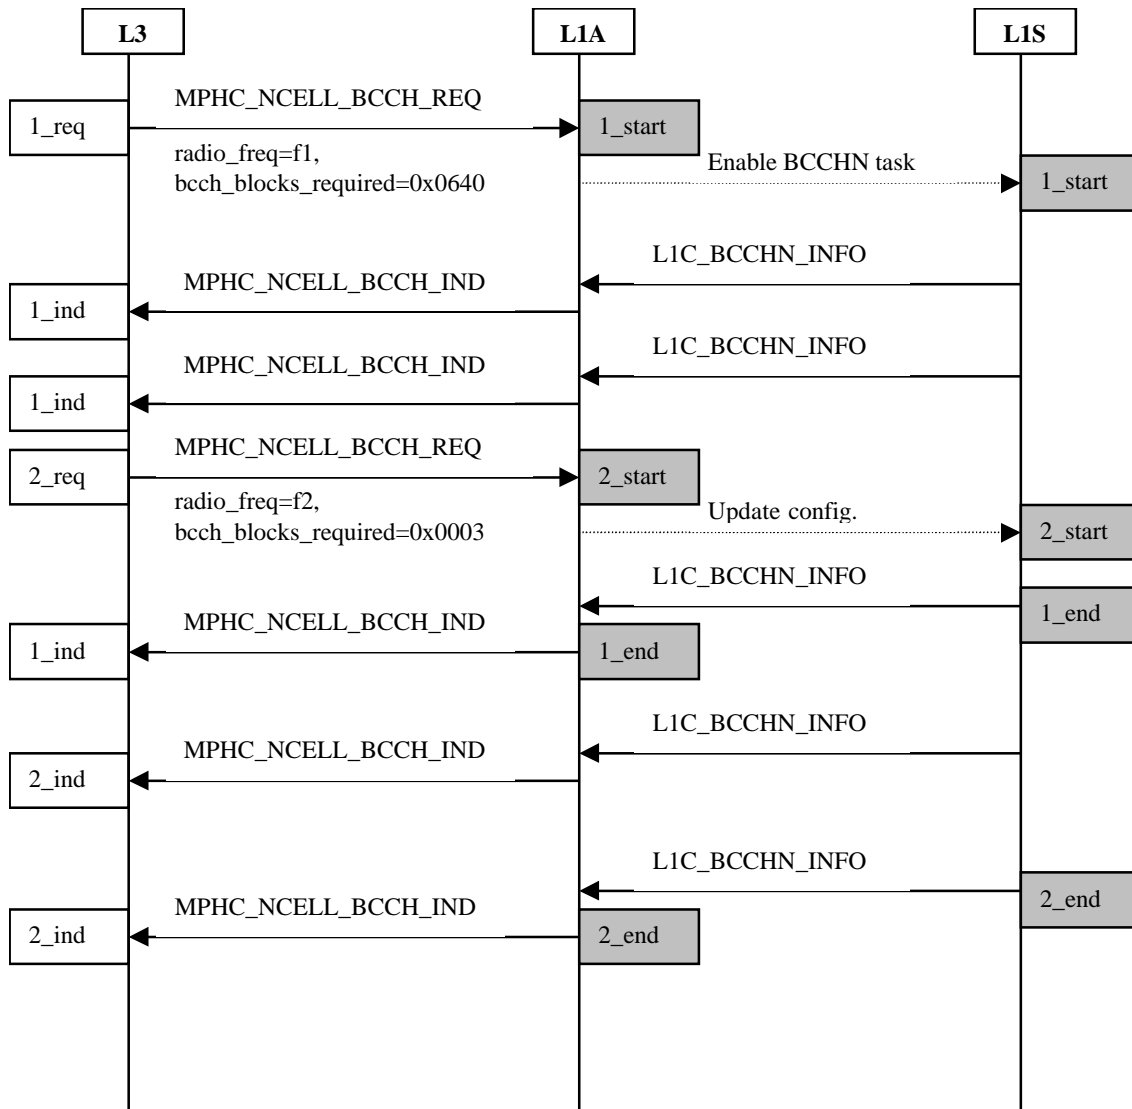 L3
L1A
L1S
MPHC_NCELL_BCCH_REQ
1_req
1_start
radio_freq=f1,
bcch_blocks_required=0x0640
Enable BCCHN task
1_start
L1C_BCCHN_INFO
MPHC_NCELL_BCCH_IND
1_ind
L1C_BCCHN_INFO
MPHC_NCELL_BCCH_IND
1_ind
MPHC_NCELL_BCCH_REQ
2_req
2_start
radio_freq=f2,
bcch_blocks_required=0x0003
Update config.
2_start
L1C_BCCHN_INFO
1_end
MPHC_NCELL_BCCH_IND
1_ind
1_end
L1C_BCCHN_INFO
MPHC_NCELL_BCCH_IND
2_ind
L1C_BCCHN_INFO
2_end
MPHC_NCELL_BCCH_IND
2_ind
2_end